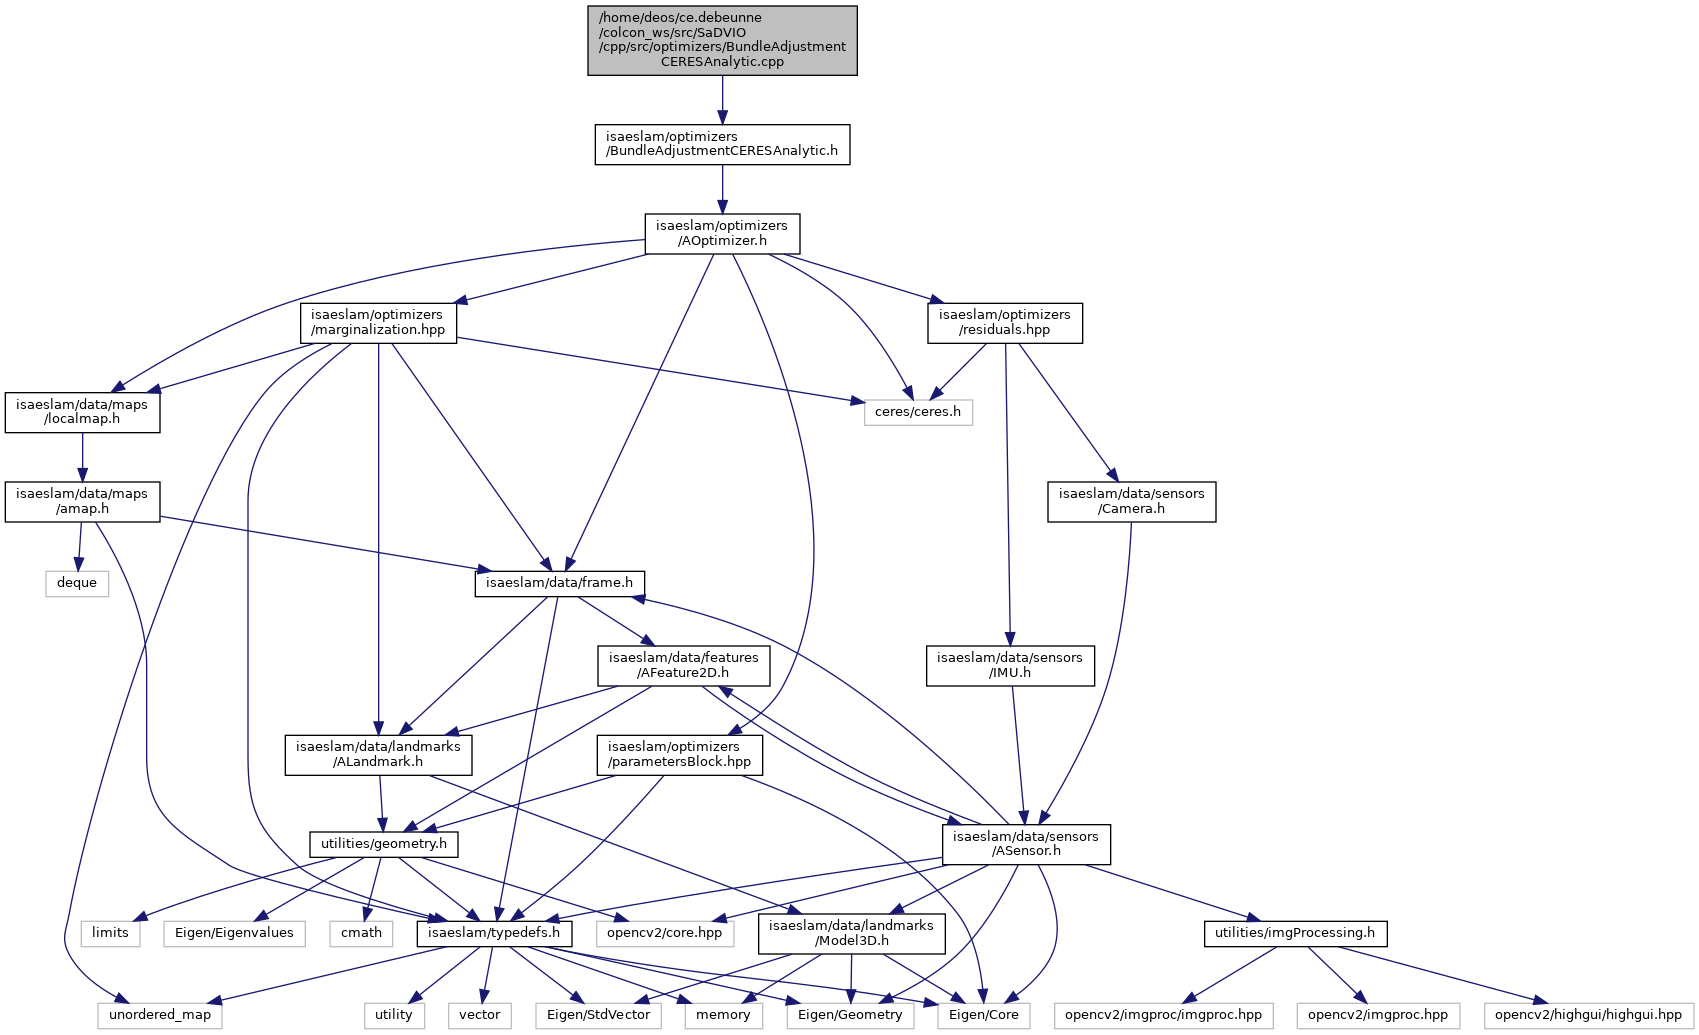 /home/deos/ce.debeunne
/colcon_ws/src/SaDVIO
/cpp/src/optimizers/BundleAdjustment
CERESAnalytic.cpp
isaeslam/optimizers
/BundleAdjustmentCERESAnalytic.h
isaeslam/optimizers
/AOptimizer.h
isaeslam/optimizers
/marginalization.hpp
isaeslam/optimizers
/residuals.hpp
isaeslam/data/maps
/localmap.h
ceres/ceres.h
isaeslam/data/maps
/amap.h
isaeslam/data/sensors
/Camera.h
deque
isaeslam/data/frame.h
isaeslam/data/features
/AFeature2D.h
isaeslam/data/sensors
/IMU.h
isaeslam/data/landmarks
/ALandmark.h
isaeslam/optimizers
/parametersBlock.hpp
utilities/geometry.h
isaeslam/data/sensors
/ASensor.h
limits
Eigen/Eigenvalues
cmath
isaeslam/typedefs.h
opencv2/core.hpp
isaeslam/data/landmarks
/Model3D.h
utilities/imgProcessing.h
unordered_map
utility
vector
Eigen/StdVector
memory
Eigen/Geometry
Eigen/Core
opencv2/imgproc/imgproc.hpp
opencv2/imgproc.hpp
opencv2/highgui/highgui.hpp